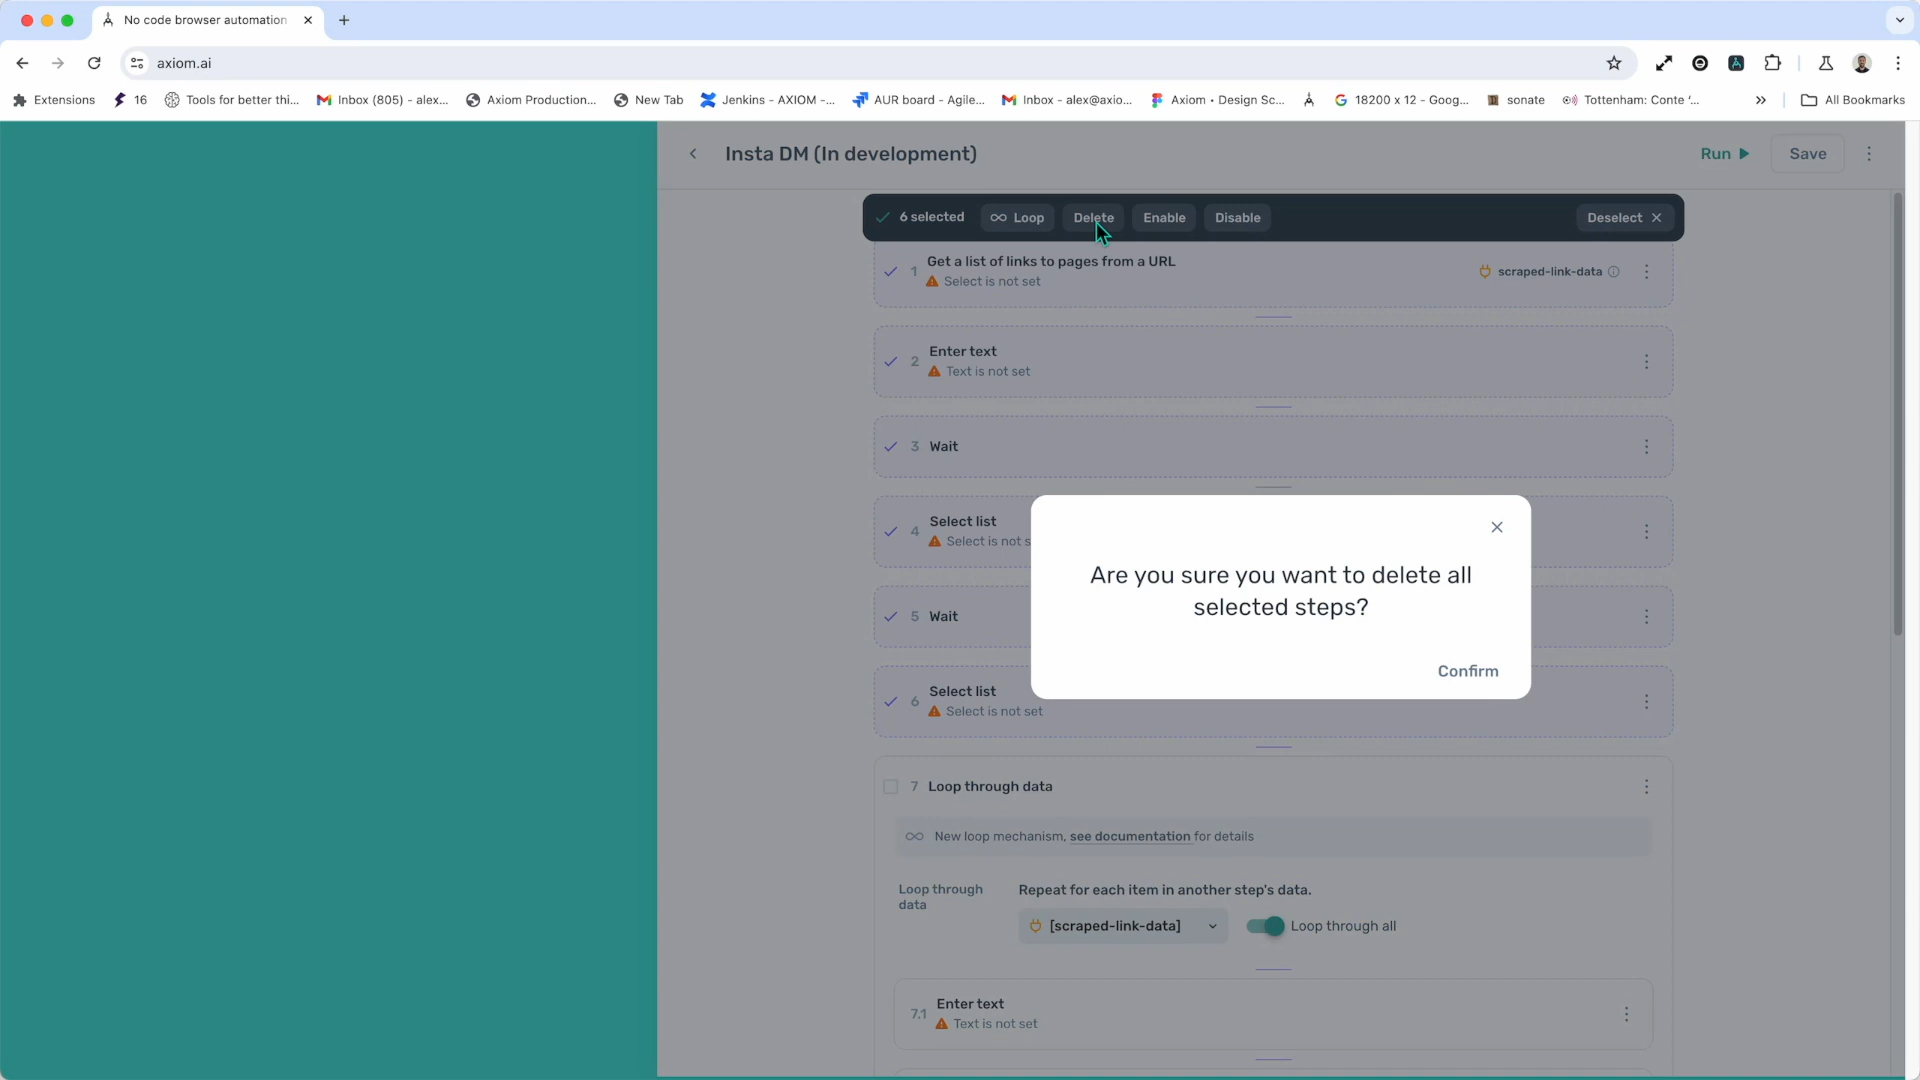 No code browser automation
axiom.ai
Extensions
16
Tools for better thi...
Inbox (805) - alex...
Axiom Production...
New Tab
Jenkins - AXIOM -...
AUR board - Agile...
Inbox - alex@axio...
Axiom • Design Sc...
18200 x 12 - Goog...
sonate
Tottenham: Conte '...
All Bookmarks
Insta DM (In development)
Run
Save
6 selected
Loop
Delete
Enable
Disable
Deselect
1
Get a list of links to pages from a URL
Select is not set
scraped-link-data
2
Enter text
Text is not set
3
Wait
4
Select list
Select is not s
5
Wait
6
Select list
Select is not set
Are you sure you want to delete all
selected steps?
Confirm
7
Loop through data
New loop mechanism, see documentation for details
Loop through
data
Repeat for each item in another step's data.
[scraped-link-data]
Loop through all
7.1
Enter text
Text is not set